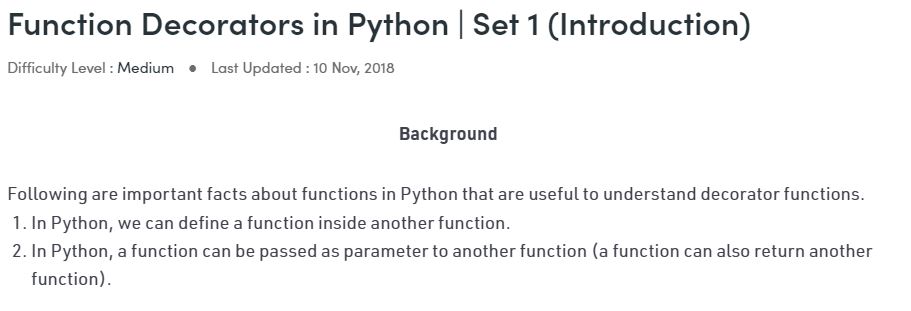 Function Decorators in Python | Set 1 (Introduction)
Difficulty Level : Medium ● Last Updated : 10 Nov, 2018
Background
Following are important facts about functions in Python that are useful to understand decorator functions.
1. In Python, we can define a function inside another function.
2. In Python, a function can be passed as parameter to another function (a function can also return another
function).